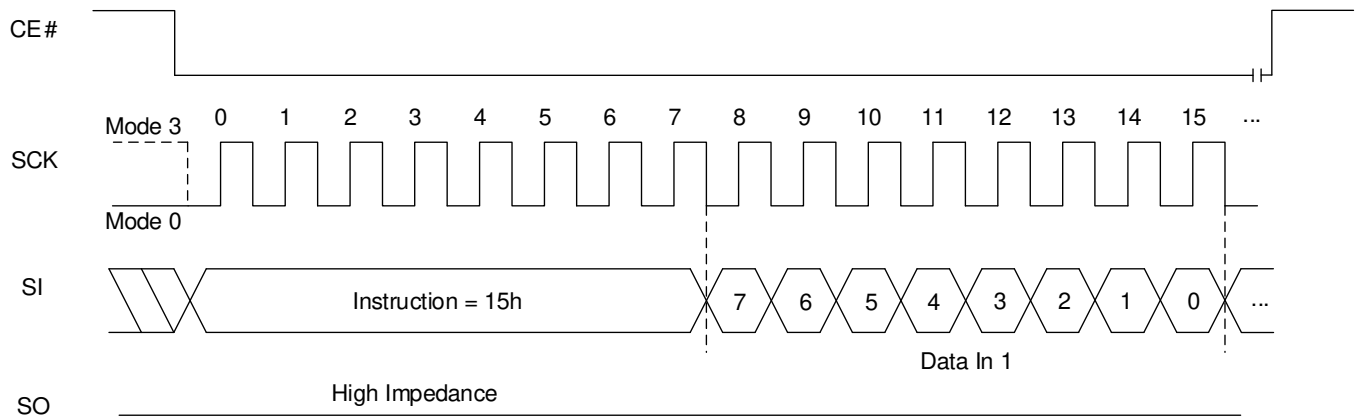 CE#
Mode 3 0 1 2 3 4 5 6 7 8 9 10 11 12 13 14 15 ...
SCK
Mode 0
SI Instruction = 15h 7 6 5 4 3 2 1 0 ...
Data In 1
High Impedance
SO